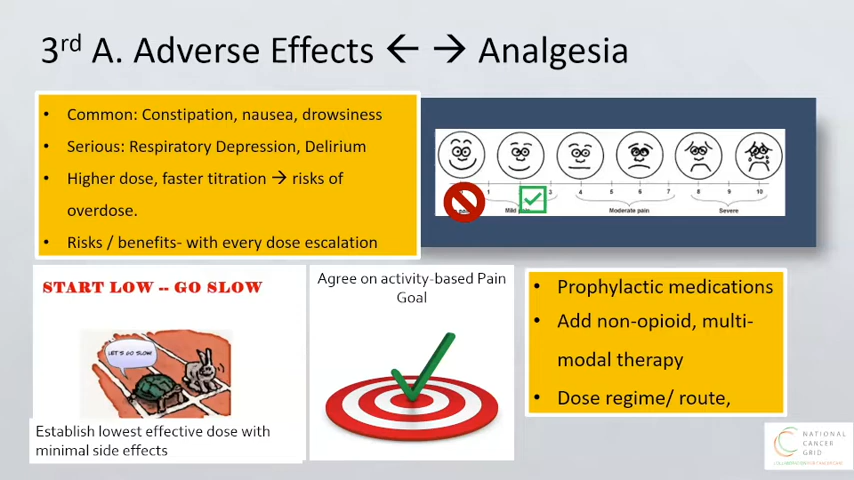 3rd A. Adverse Effects ← → Analgesia
• Common: Constipation, nausea, drowsiness
• Serious: Respiratory Depression, Delirium
• Higher dose, faster titration → risks of
overdose.
• Risks / benefits- with every dose escalation
1 3 4 5 6 7 8 9 10
Mild Moderate pain Severe
START LOW -- GO SLOW
LET'S GO SLOW!
Establish lowest effective dose with
minimal side effects
Agree on activity-based Pain
Goal
• Prophylactic medications
• Add non-opioid, multi-
modal therapy
• Dose regime/ route,
NATIONAL
CANCER
GRID